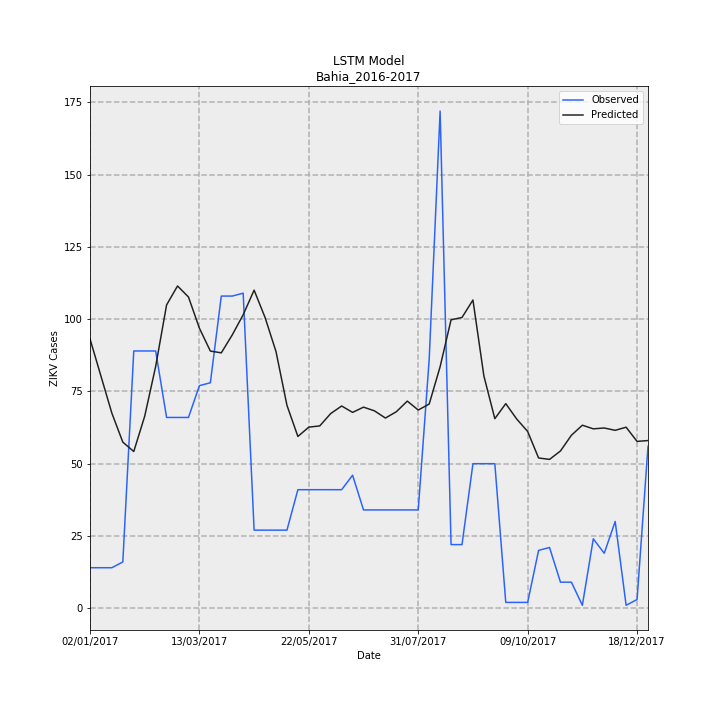 LSTM Model
Bahia_2016-2017
Observed
Predicted
175
150
125
100
75
50
25
0
ZIKV Cases
02/01/2017
13/03/2017
22/05/2017
31/07/2017
09/10/2017
18/12/2017
Date